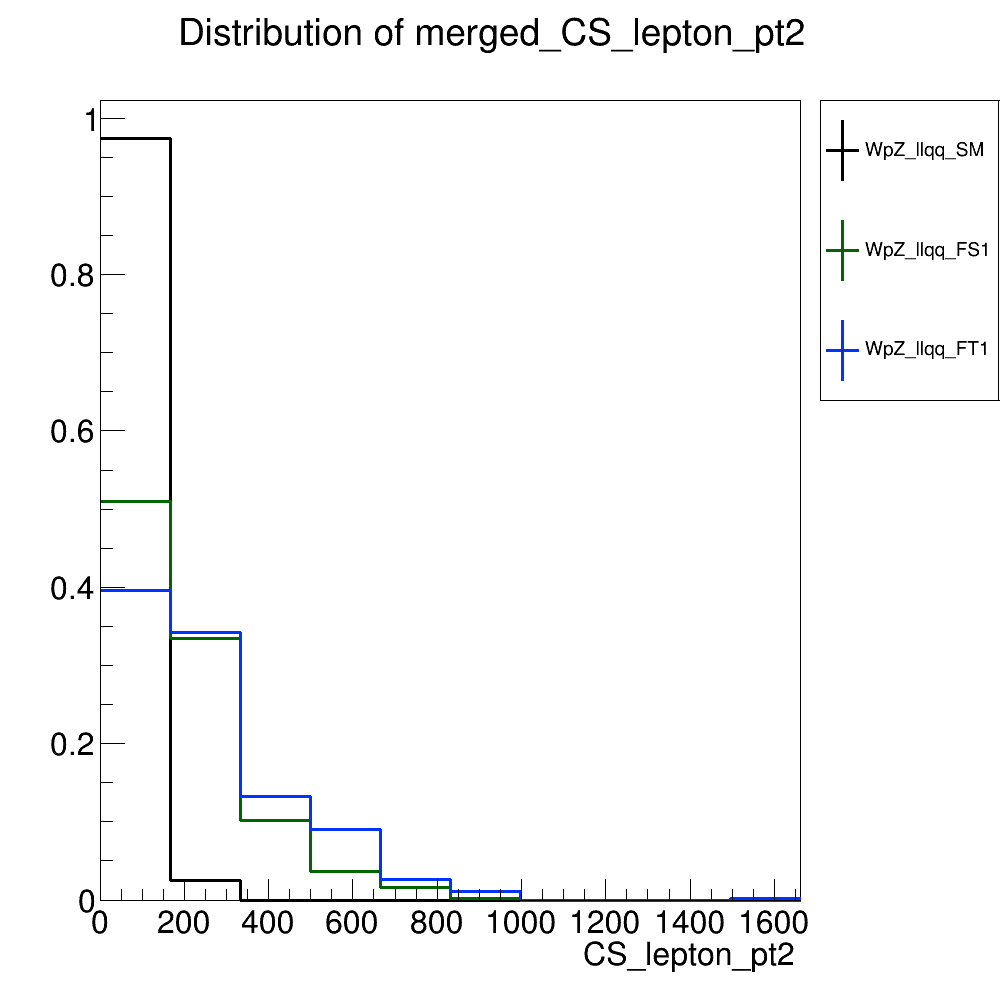 Distribution of merged_CS_lepton_pt2
1
0.8
0.6
0.4
0.2
0
0 200 400 600 800 1000 1200 1400 1600
CS_lepton_pt2
WpZ_llqq_SM
WpZ_llqq_FS1
WpZ_llqq_FT1